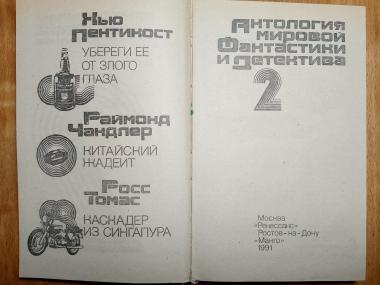 Хью
Пентикост
УБЕРЕГИ ЕЕ
ОТ ЗЛОГО
ГЛАЗА
Раймонд
Чандлер
КИТАЙСКИЙ
ЖАДЕИТ
Росс
Томас
КАСКАДЕР
ИЗ СИНГАПУРА
Антология
мировой
Фантастики
и Детектива
2
Москва
"Ренессанс"
Ростов-на-Дону
"Манго"
1991